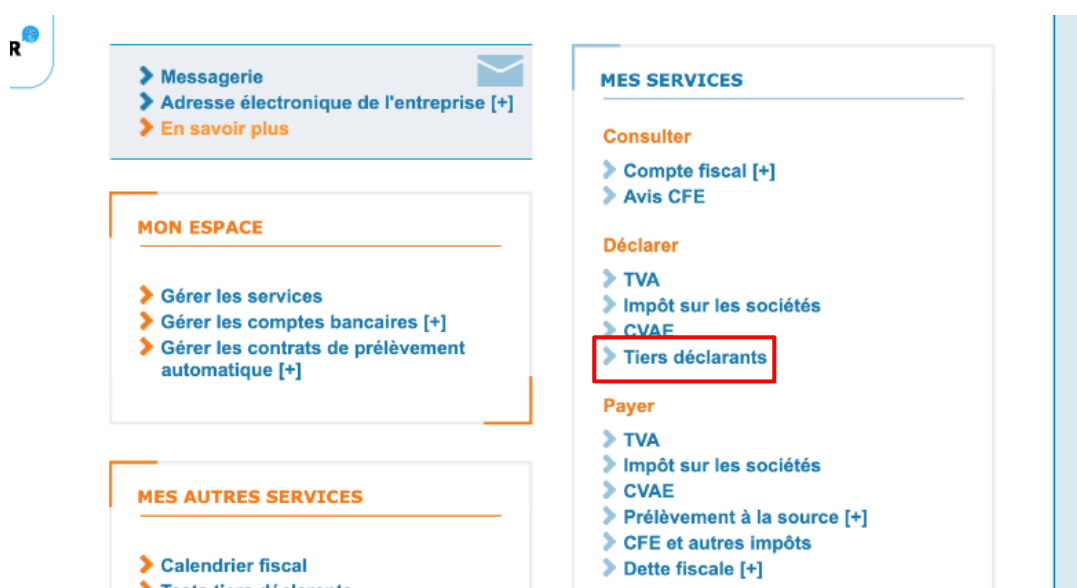 R
Messagerie
Adresse électronique de l'entreprise [+]
En savoir plus
MON ESPACE
Gérer les services
Gérer les comptes bancaires [+]
Gérer les contrats de prélèvement
automatique [+]
MES AUTRES SERVICES
Calendrier fiscal
Tests tiers déclarants
MES SERVICES
Consulter
Compte fiscal [+]
Avis CFE
Déclarer
TVA
Impôt sur les sociétés
CVAE
Tiers déclarants
Payer
TVA
Impôt sur les sociétés
CVAE
Prélèvement à la source [+]
CFE et autres impôts
Dette fiscale [+]